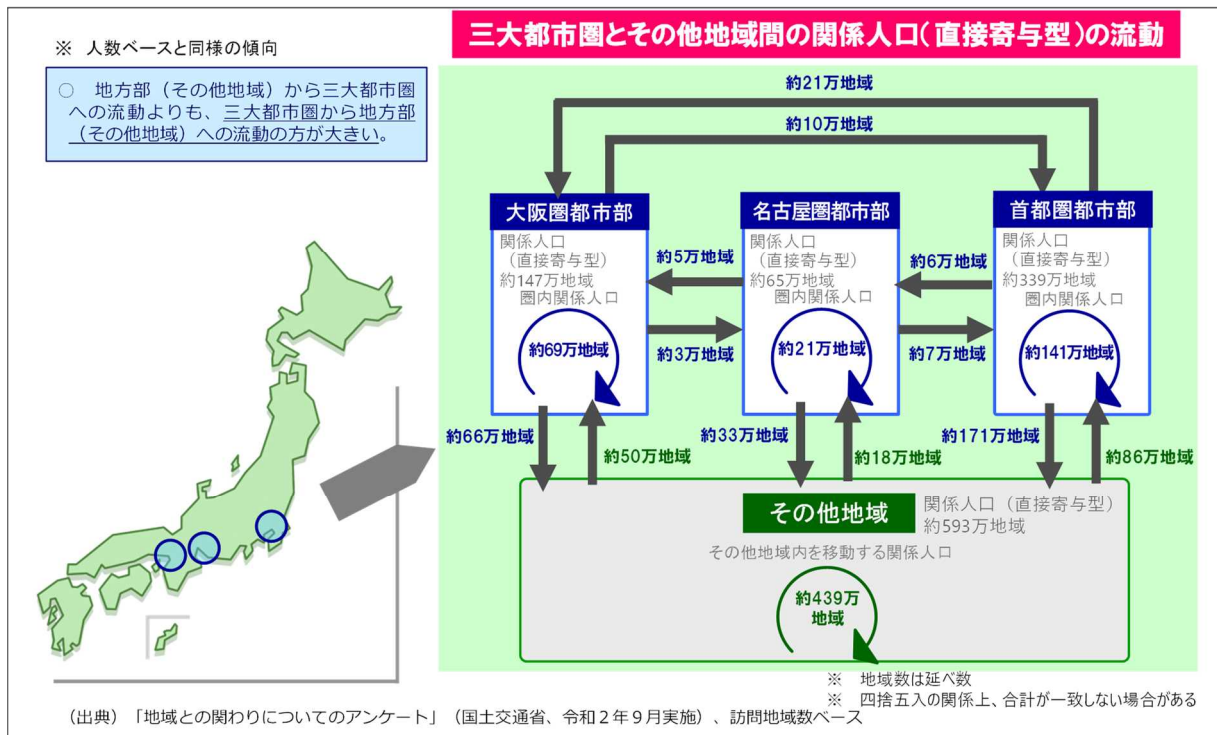 ※ 人数ベースと同様の傾向
○ 地方部（その他地域）から三大都市圏
への流動よりも、三大都市圏から地方部
（その他地域）への流動の方が大きい。
三大都市圏とその他地域間の関係人口（直接寄与型）の流動
約21万地域
約10万地域
大阪圏都市部
関係人口
（直接寄与型）
約147万地域
圏内関係人口
約69万地域
約5万地域
約3万地域
名古屋圏都市部
関係人口
（直接寄与型）
約65万地域
圏内関係人口
約21万地域
約6万地域
約7万地域
首都圏都市部
関係人口
（直接寄与型）
約339万地域
圏内関係人口
約141万地域
約66万地域
約50万地域
約33万地域
約18万地域
約171万地域
約86万地域
その他地域
関係人口（直接寄与型）
約593万地域
その他地域内を移動する関係人口
約439万
地域
※ 地域数は延べ数
※ 四捨五入の関係上、合計が一致しない場合がある
（出典）「地域との関わりについてのアンケート」（国土交通省、令和２年９月実施）、訪問地域数ベース